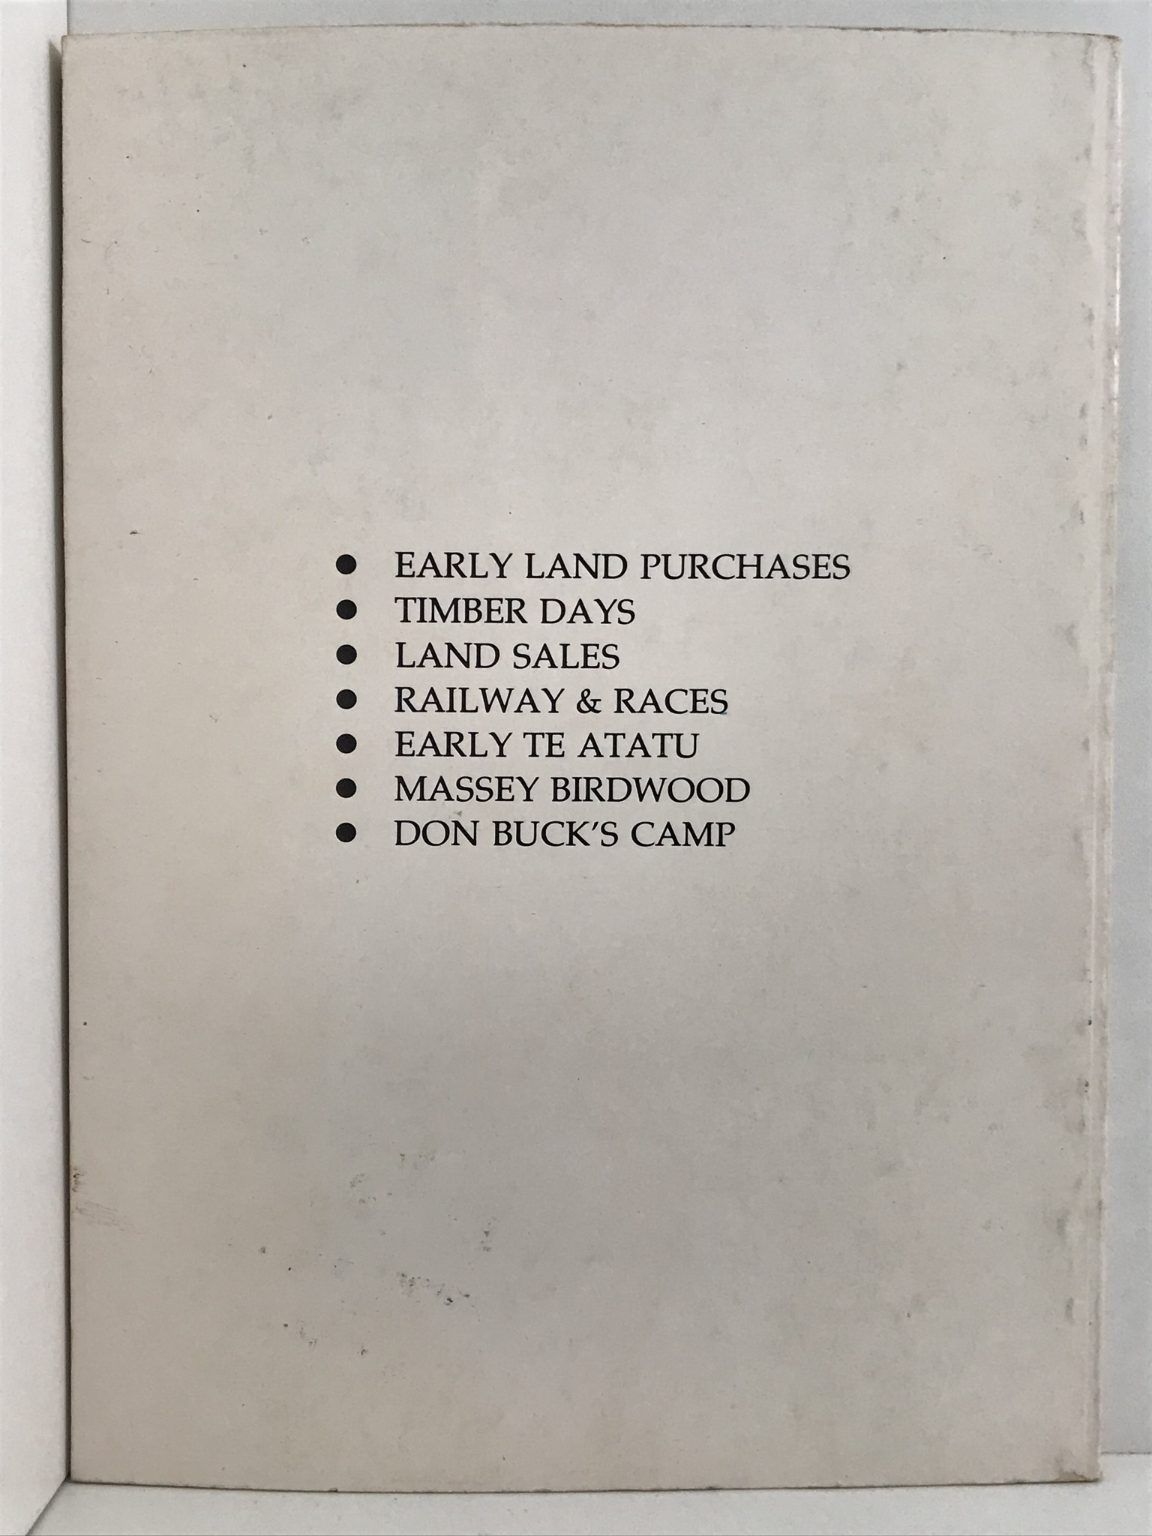 ● EARLY LAND PURCHASES
● TIMBER DAYS
● LAND SALES
● RAILWAY & RACES
● EARLY TE ATATU
● MASSEY BIRDWOOD
● DON BUCK'S CAMP